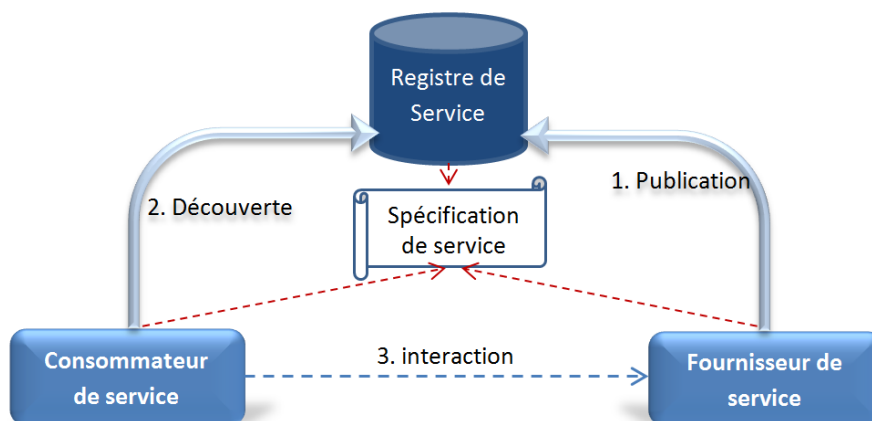 Registre de
Service
1. Publication
2. Découverte
Spécification
de service
Consommateur
de service
3. interaction
Fournisseur de
service